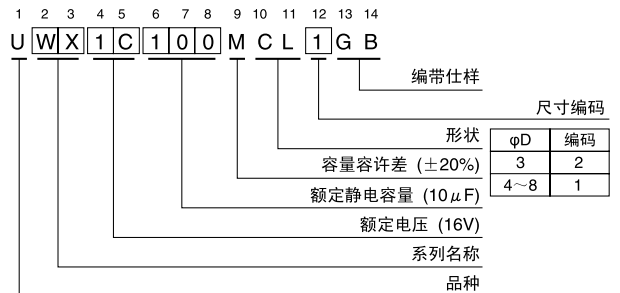 1 2 3 4 5 6 7 8 9 10 11 12 13 14
U W X 1 C 1 0 0 M C L 1 G B
编带仕样
尺寸编码
形状
φD 编码
容量容许差 (±20%)
3 2
4～8 1
额定静电容量 (10μF)
额定电压 (16V)
系列名称
品种